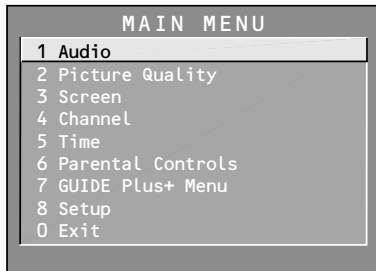 MAIN MENU
1 Audio
2 Picture Quality
3 Screen
4 Channel
5 Time
6 Parental Controls
7 GUIDE Plus+ Menu
8 Setup
0 Exit